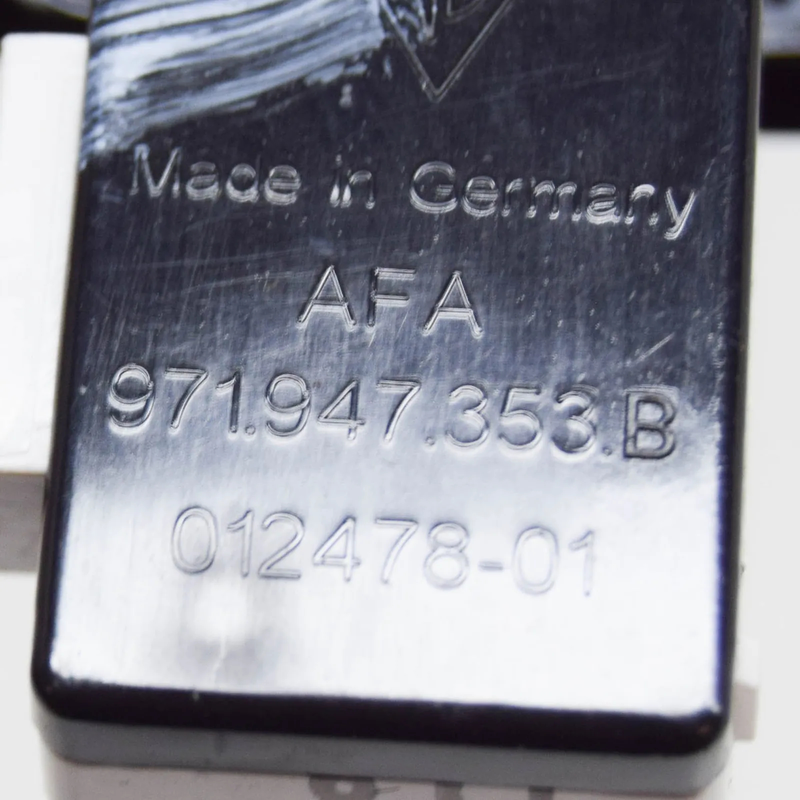 Made in Germany
AFA
971.947.353.B
012478-01